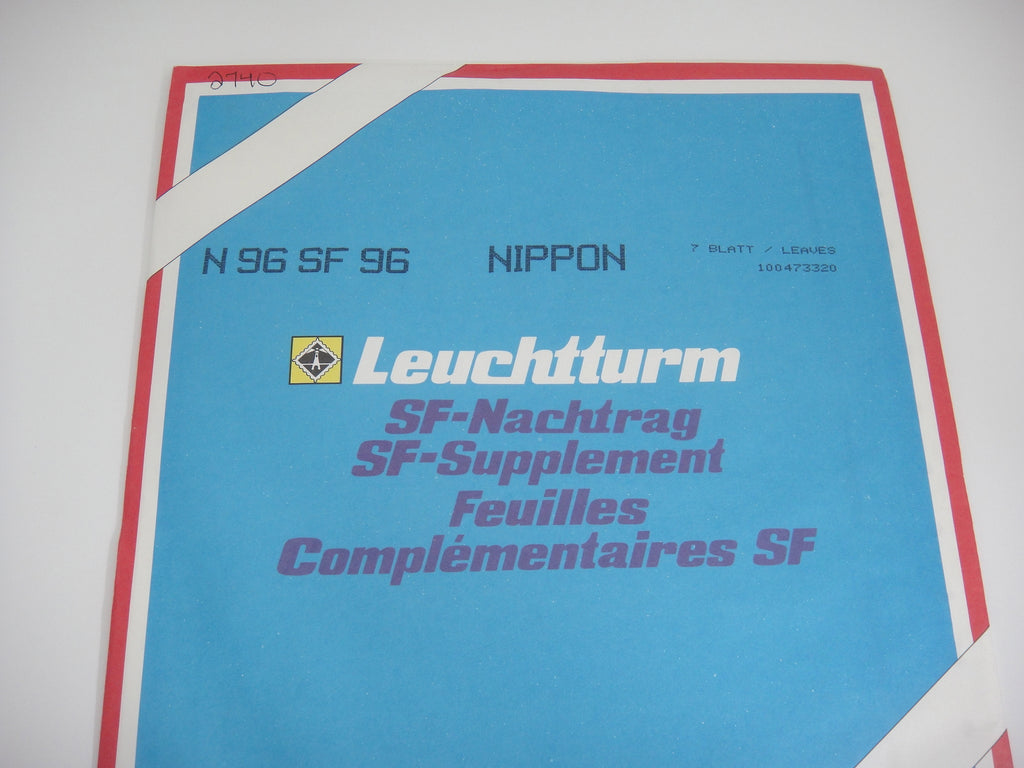 2740
N 96 SF 96 NIPPON 7 BLATT / LEAVES
100473320
Leuchtturm
SF-Nachtrag
SF-Supplement
Feuilles
Complémentaires SF